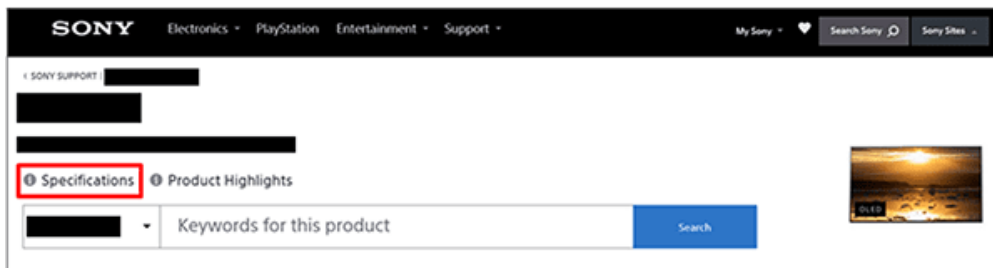 SONY Electronics PlayStation Entertainment Support My Sony Search Sony Sony Sites
< SONY SUPPORT :
Specifications Product Highlights
OLED
Keywords for this product Search